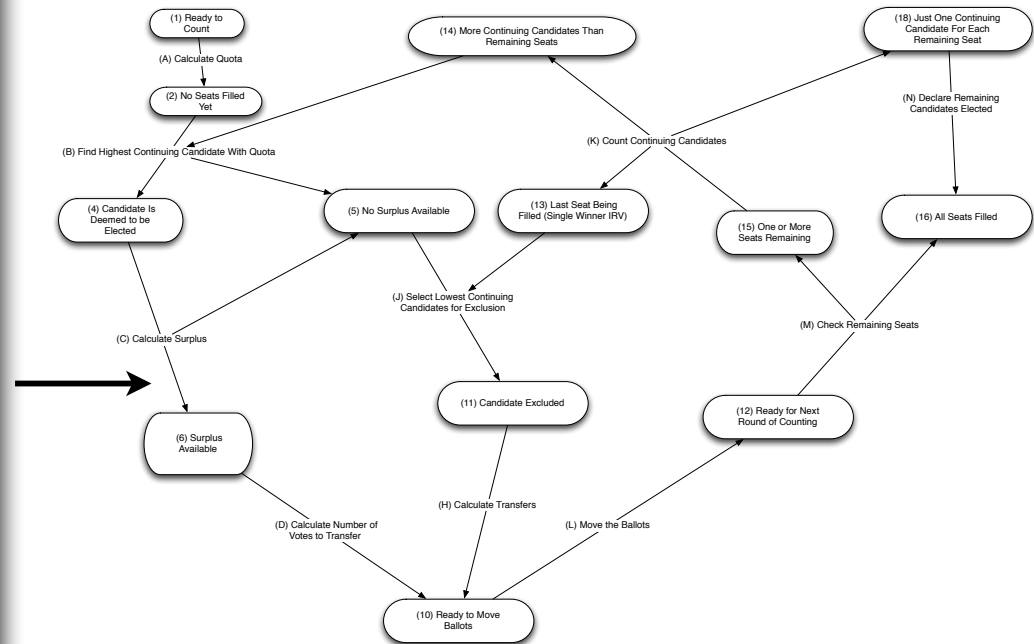 (1) Ready to
Count
(A) Calculate Quota
(2) No Seats Filled
Yet
(B) Find Highest Continuing Candidate With Quota
(4) Candidate Is
Deemed to be
Elected
(C) Calculate Surplus
(6) Surplus
Available
(D) Calculate Number of
Votes to Transfer
(14) More Continuing Candidates Than
Remaining Seats
(5) No Surplus Available
(J) Select Lowest Continuing
Candidates for Exclusion
(11) Candidate Excluded
(H) Calculate Transfers
(10) Ready to Move
Ballots
(K) Count Continuing Candidates
(13) Last Seat Being
Filled (Single Winner IRV)
(L) Move the Ballots
(18) Just One Continuing
Candidate For Each
Remaining Seat
(N) Declare Remaining
Candidates Elected
(16) All Seats Filled
(15) One or More
Seats Remaining
(M) Check Remaining Seats
(12) Ready for Next
Round of Counting